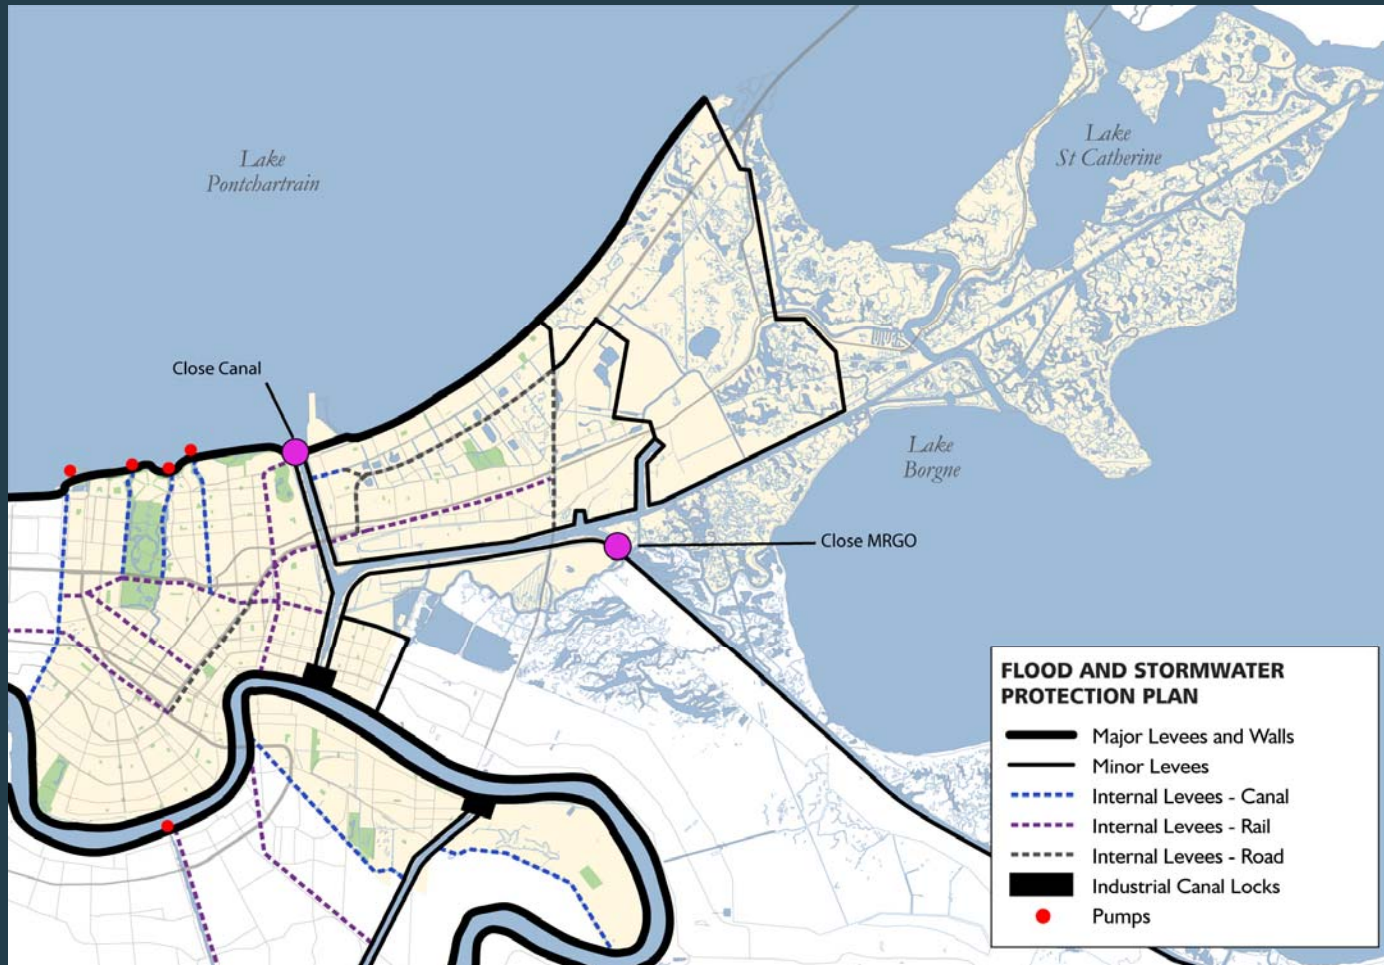 Lake
Pontchartrain
Lake
St Catherine
Close Canal
Lake
Borgne
Close MRGO
FLOOD AND STORMWATER
PROTECTION PLAN
Major Levees and Walls
Minor Levees
Internal Levees - Canal
Internal Levees - Rail
Internal Levees - Road
Industrial Canal Locks
Pumps